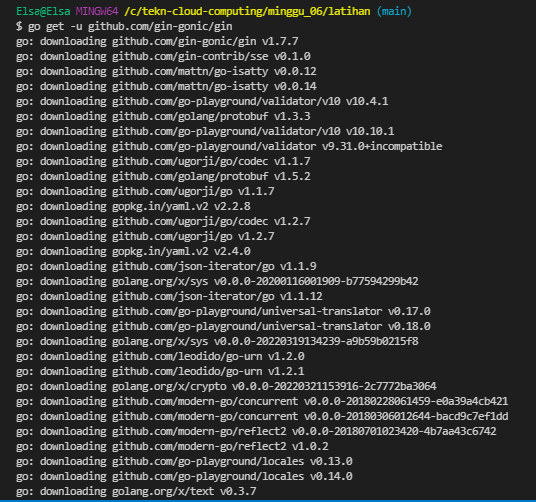 Elsa@Elsa MINGW64 /c/tekn-cloud-computing/minggu_06/latihan (main)
$ go get -u github.com/gin-gonic/gin
go: downloading github.com/gin-gonic/gin v1.7.7
go: downloading github.com/gin-contrib/sse v0.1.0
go: downloading github.com/mattn/go-isatty v0.0.12
go: downloading github.com/mattn/go-isatty v0.0.14
go: downloading github.com/go-playground/validator/v10 v10.4.1
go: downloading github.com/golang/protobuf v1.3.3
go: downloading github.com/go-playground/validator/v10 v10.10.1
go: downloading github.com/go-playground/validator v9.31.0+incompatible
go: downloading github.com/ugorji/go/codec v1.1.7
go: downloading github.com/golang/protobuf v1.5.2
go: downloading github.com/ugorji/go v1.1.7
go: downloading gopkg.in/yaml.v2 v2.2.8
go: downloading github.com/ugorji/go/codec v1.2.7
go: downloading github.com/ugorji/go v1.2.7
go: downloading gopkg.in/yaml.v2 v2.4.0
go: downloading github.com/json-iterator/go v1.1.9
go: downloading golang.org/x/sys v0.0.0-20200116001909-b77594299b42
go: downloading github.com/json-iterator/go v1.1.12
go: downloading github.com/go-playground/universal-translator v0.17.0
go: downloading github.com/go-playground/universal-translator v0.18.0
go: downloading golang.org/x/sys v0.0.0-20220319134239-a9b59b0215f8
go: downloading github.com/leodido/go-urn v1.2.0
go: downloading github.com/leodido/go-urn v1.2.1
go: downloading golang.org/x/crypto v0.0.0-20220321153916-2c7772ba3064
go: downloading github.com/modern-go/concurrent v0.0.0-20180228061459-e0a39a4cb421
go: downloading github.com/modern-go/concurrent v0.0.0-20180306012644-bacd9c7ef1dd
go: downloading github.com/modern-go/reflect2 v0.0.0-20180701023420-4b7aa43c6742
go: downloading github.com/modern-go/reflect2 v1.0.2
go: downloading github.com/go-playground/locales v0.13.0
go: downloading github.com/go-playground/locales v0.14.0
go: downloading golang.org/x/text v0.3.7